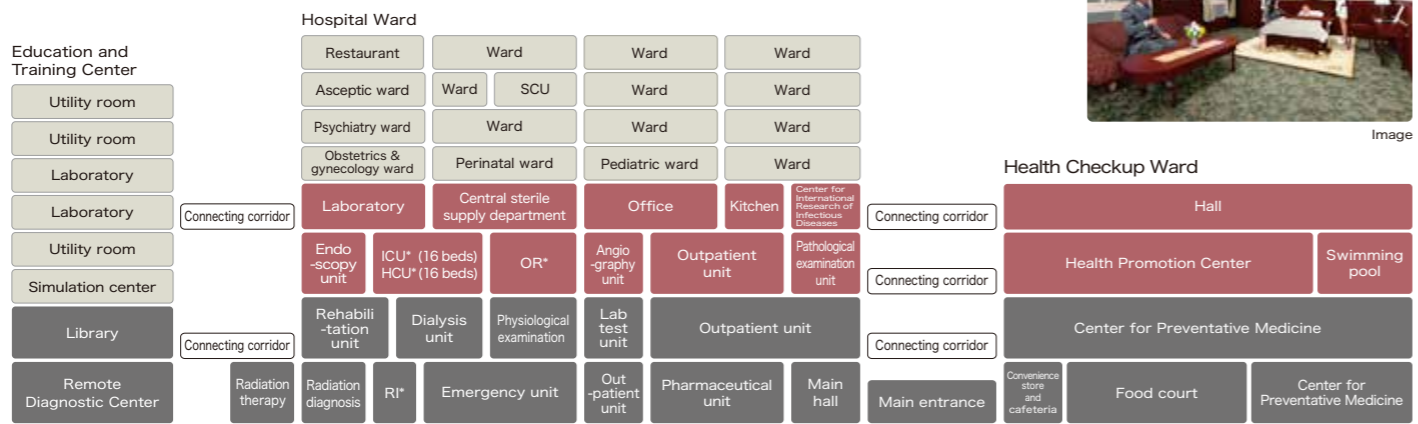 Hospital Ward
Education and
Training Center
Image
Health Checkup Ward
Restaurant
Ward
Ward
Ward
Utility room
Asceptic ward
Ward
SCU
Ward
Ward
Utility room
Psychiatry ward
Ward
Ward
Ward
Laboratory
Obstetrics &
gynecology ward
Perinatal ward
Pediatric ward
Ward
Laboratory
Connecting corridor
Laboratory
Central sterile
supply department
Office
Kitchen
Center for
International
Research of
Infectious
Diseases
Connecting corridor
Hall
Utility room
Endo
-scopy
unit
ICU* (16 beds)
HCU* (16 beds)
OR*
Angio
-graphy
unit
Outpatient
unit
Pathological
examination
unit
Connecting corridor
Health Promotion Center
Swimming
pool
Simulation center
Library
Connecting corridor
Rehabili
-tation
unit
Dialysis
unit
Physiological
examination
Lab
test
unit
Outpatient unit
Connecting corridor
Center for Preventative Medicine
Remote
Diagnostic Center
Radiation
therapy
Radiation
diagnosis
RI*
Emergency unit
Out
-patient
unit
Pharmaceutical
unit
Main
hall
Main entrance
Convenience
store
and
cafeteria
Food court
Center for
Preventative Medicine